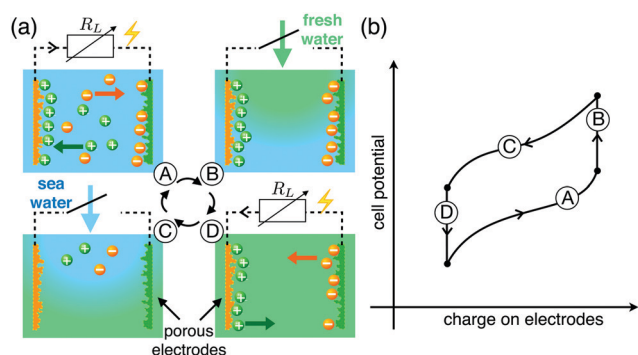 (a)
R_L
fresh
water
+
−
A
B
sea
water
C
D
R_L
porous
electrodes
(b)
cell potential
B
C
D
A
charge on electrodes